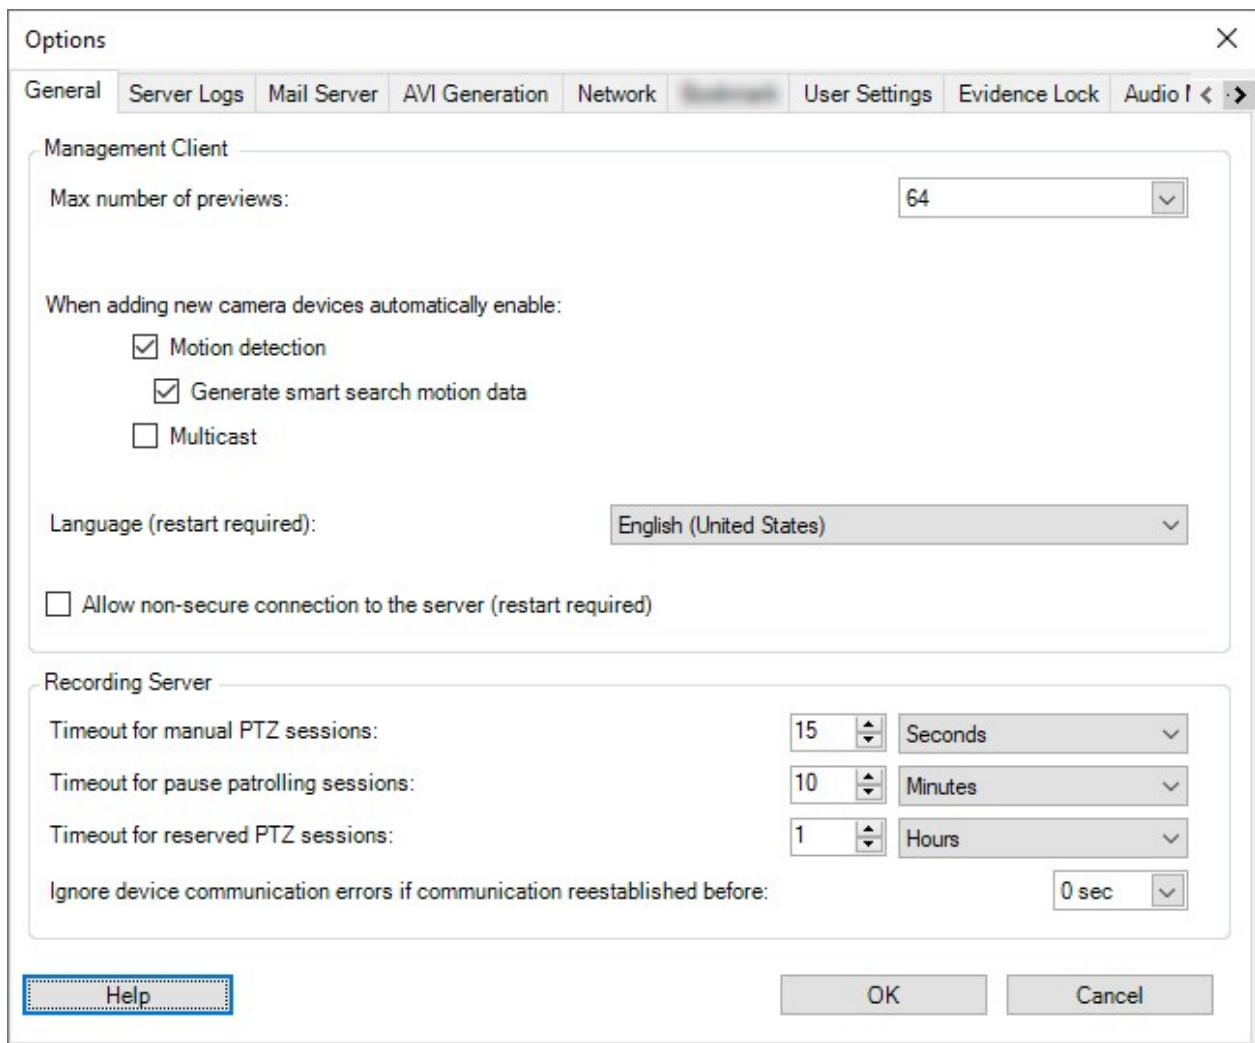 Options
General Server Logs Mail Server AVI Generation Network User Settings Evidence Lock Audio
Management Client
Max number of previews: 64
When adding new camera devices automatically enable:
Motion detection
Generate smart search motion data
Multicast
Language (restart required): English (United States)
Allow non-secure connection to the server (restart required)
Recording Server
Timeout for manual PTZ sessions: 15 Seconds
Timeout for pause patrolling sessions: 10 Minutes
Timeout for reserved PTZ sessions: 1 Hours
Ignore device communication errors if communication reestablished before: 0 sec
Help OK Cancel